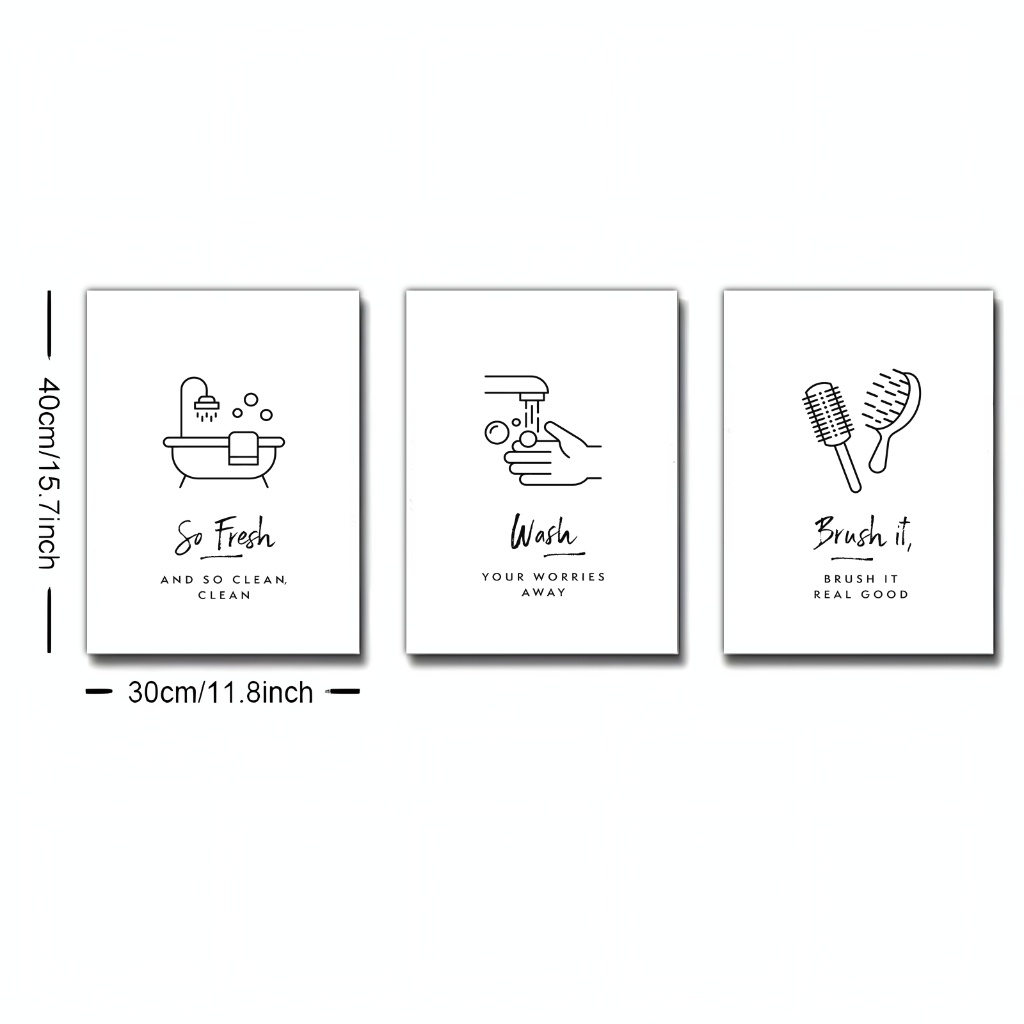 40cm/15.7inch
So Fresh
AND SO CLEAN,
CLEAN
Wash
YOUR WORRIES
AWAY
Brush it,
BRUSH IT
REAL GOOD
30cm/11.8inch